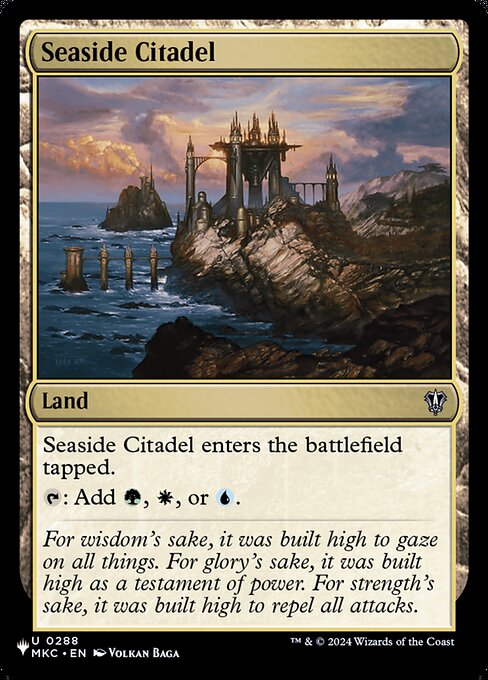 Seaside Citadel
Land
Seaside Citadel enters the battlefield
tapped.
: Add , , or .
For wisdom's sake, it was built high to gaze
on all things. For glory's sake, it was built
high as a testament of power. For strength's
sake, it was built high to repel all attacks.
U 0288
MKC • EN Volkan Baga
™ & © 2024 Wizards of the Coast